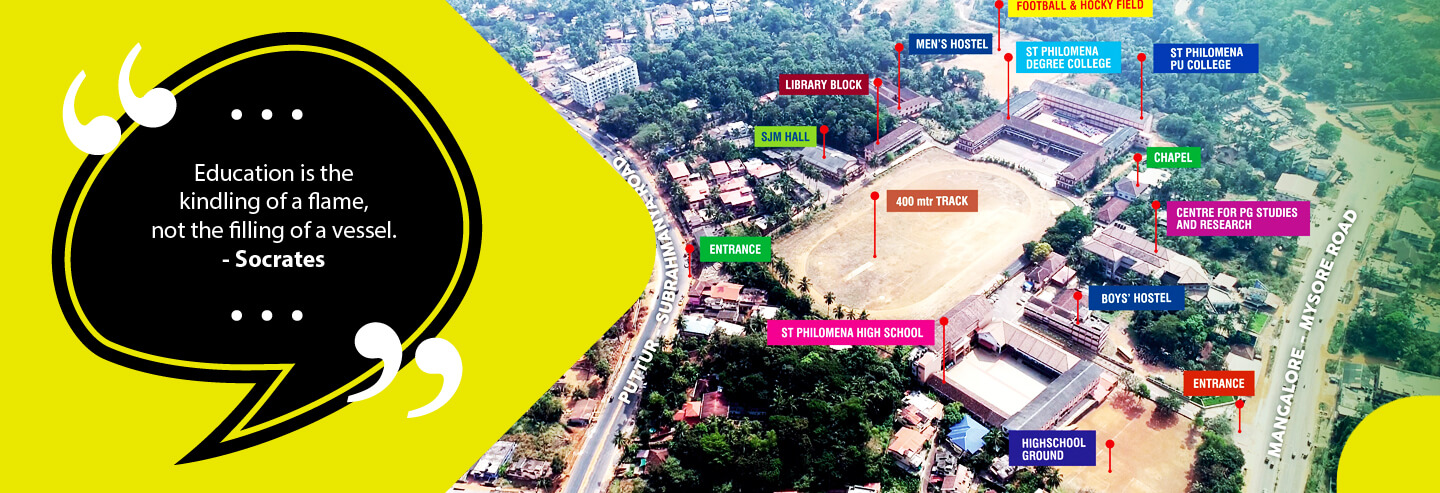 Education is the
kindling of a flame,
not the filling of a vessel.
- Socrates
FOOTBALL & HOCKY FIELD
MEN'S HOSTEL
ST PHILOMENA
DEGREE COLLEGE
ST PHILOMENA
PU COLLEGE
LIBRARY BLOCK
SJM HALL
CHAPEL
400 mtr TRACK
CENTRE FOR PG STUDIES
AND RESEARCH
ENTRANCE
BOYS' HOSTEL
ST PHILOMENA HIGH SCHOOL
ENTRANCE
HIGHSCHOOL
GROUND
PUTTUR - SUBRAHMANYA ROAD
MANGALORE - MYSORE ROAD